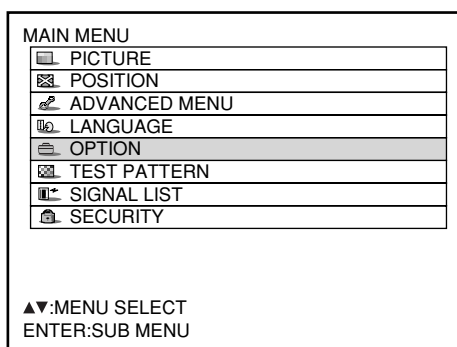 MAIN MENU
PICTURE
POSITION
ADVANCED MENU
LANGUAGE
OPTION
TEST PATTERN
SIGNAL LIST
SECURITY
▲▼:MENU SELECT
ENTER:SUB MENU